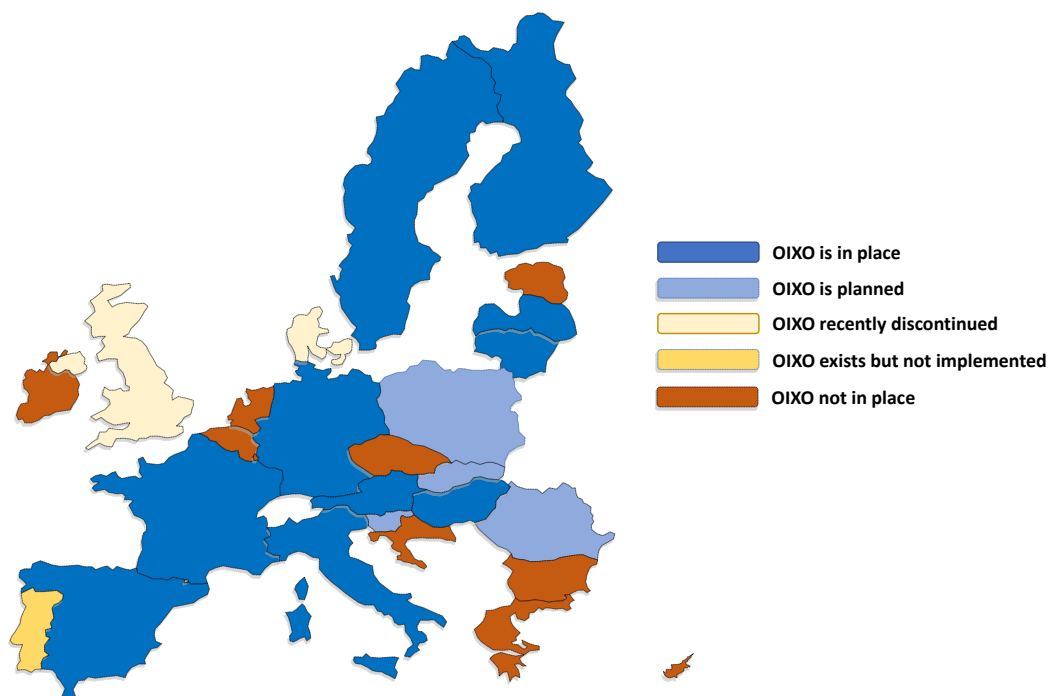 OIXO is in place
OIXO is planned
OIXO recently discontinued
OIXO exists but not implemented
OIXO not in place